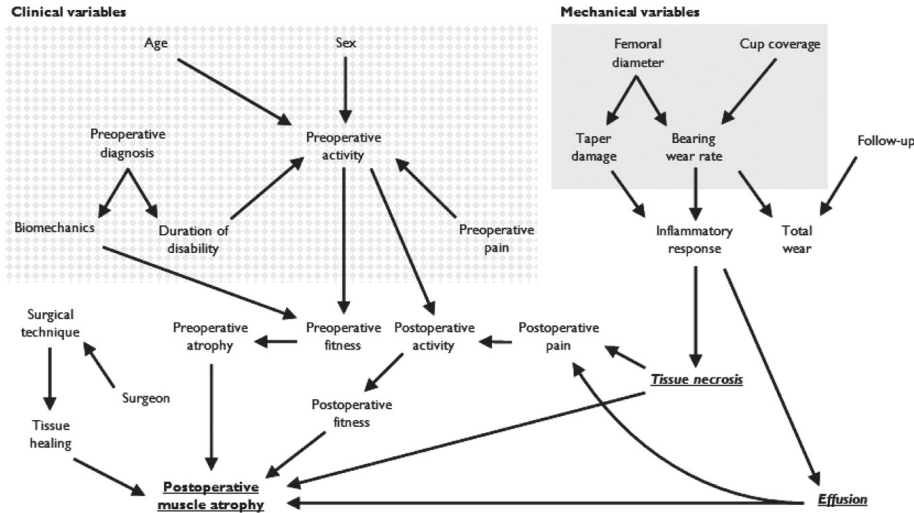 Clinical variables
Mechanical variables
Age
Sex
Femoral
diameter
Cup coverage
Preoperative
diagnosis
Preoperative
activity
Taper
damage
Bearing
wear rate
Follow-up
Biomechanics
Duration of
disability
Preoperative
pain
Inflammatory
response
Total
wear
Surgical
technique
Preoperative
atrophy
Preoperative
fitness
Postoperative
activity
Postoperative
pain
Tissue necrosis
Surgeon
Postoperative
fitness
Tissue
healing
Postoperative
muscle atrophy
Effusion